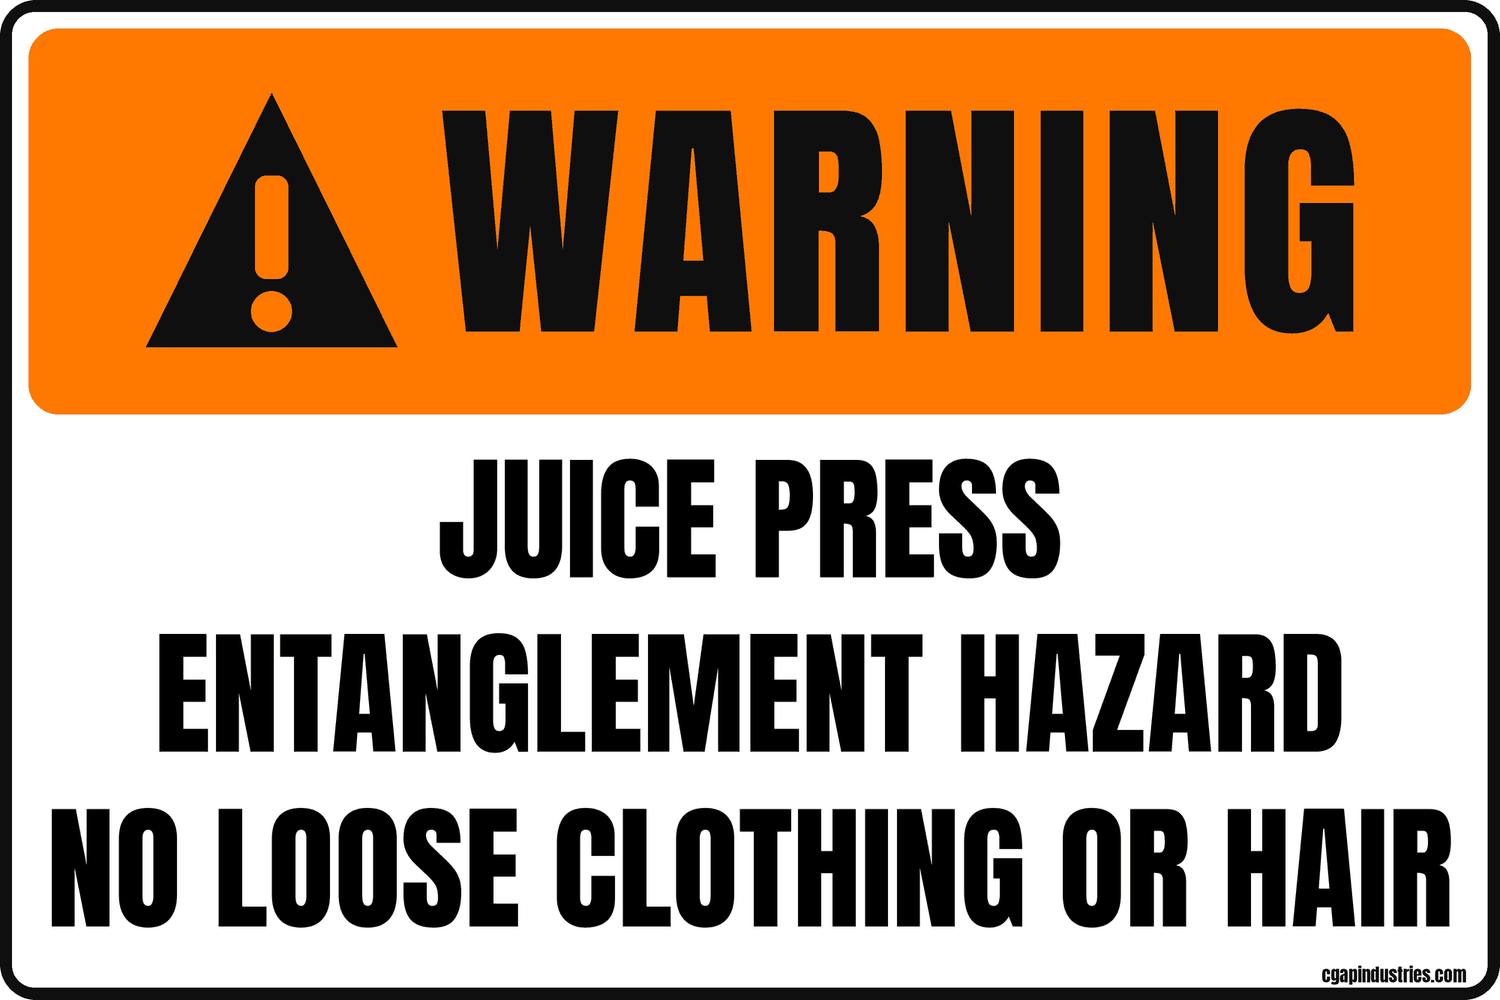 WARNING
JUICE PRESS
ENTANGLEMENT HAZARD
NO LOOSE CLOTHING OR HAIR
cgapindustries.com